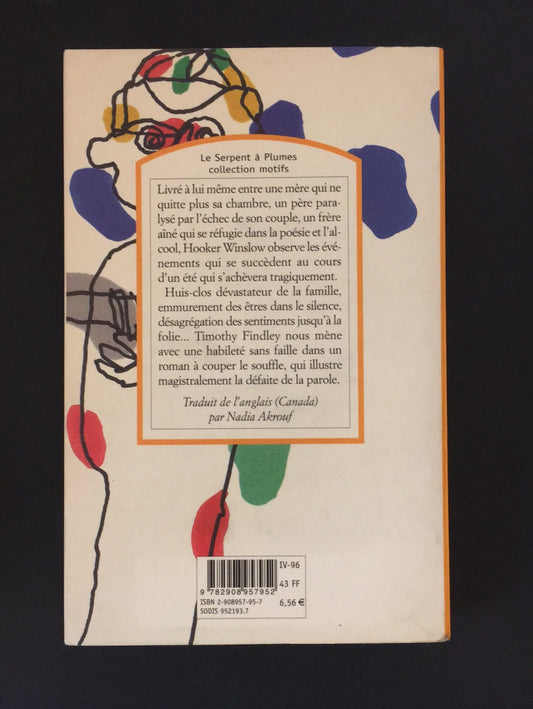 Le Serpent à Plumes
collection motifs
Livré à lui même entre une mère qui ne
quitte plus sa chambre, un père para-
lysé par l'échec de son couple, un frère
aîné qui se réfugie dans la poésie et l'al-
cool, Hooker Winslow observe les évé-
nements qui se succèdent au cours
d'un été qui s'achèvera tragiquement.
Huis-clos dévastateur de la famille,
emmurement des êtres dans le silence,
désagrégation des sentiments jusqu'à la
folie... Timothy Findley nous mène
avec une habileté sans faille dans un
roman à couper le souffle, qui illustre
magistralement la défaite de la parole.
Traduit de l'anglais (Canada)
par Nadia Akrouf
IV-96
43 FF
6,56 €
9 782908 957952
ISBN 2-908957-95-7
SODIS 952193.7